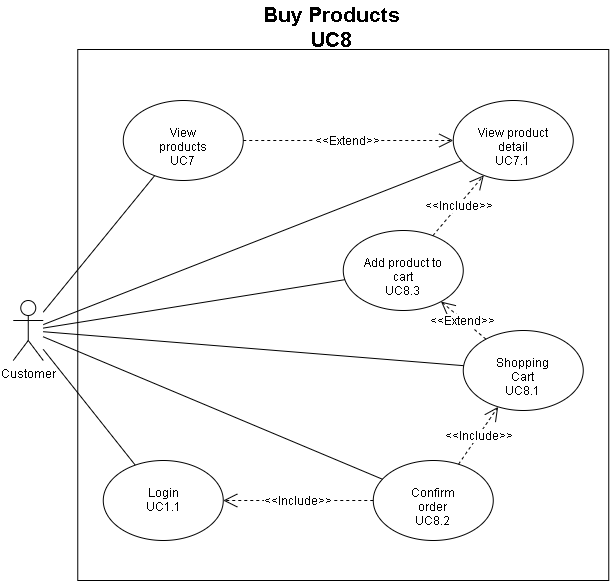 Buy Products
UC8
View
products
UC7
<<Extend>>
View product
detail
UC7.1
<<Include>>
Add product to
cart
UC8.3
<<Extend>>
Customer
Shopping
Cart
UC8.1
<<Include>>
Login
UC1.1
<<Include>>
Confirm
order
UC8.2